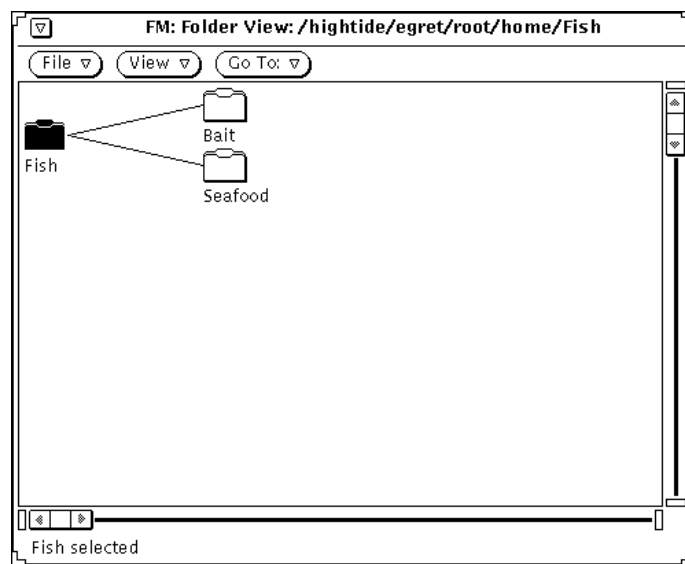 FM: Folder View: /hightide/egret/root/home/Fish
File View Go To:
Bait
Fish
Seafood
Fish selected